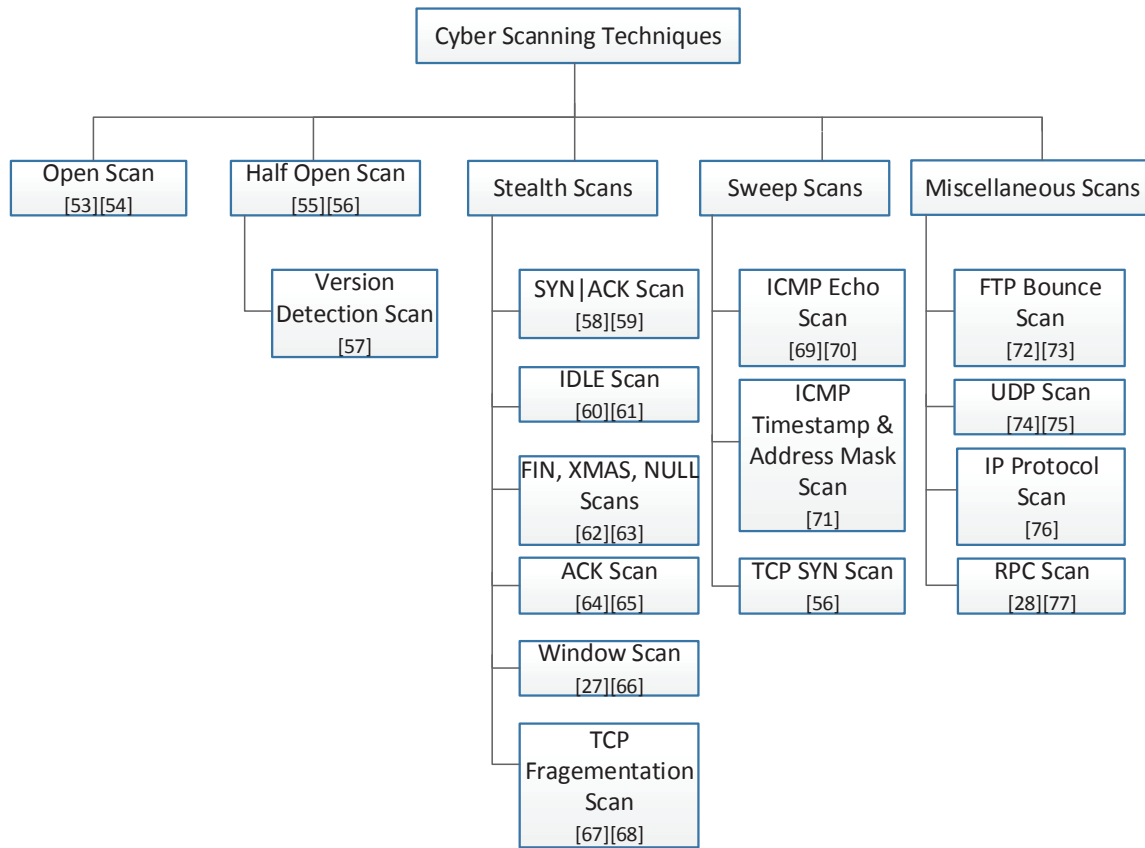 Cyber Scanning Techniques
Open Scan
[53][54]
Half Open Scan
[55][56]
Version
Detection Scan
[57]
Stealth Scans
SYN|ACK Scan
[58][59]
IDLE Scan
[60][61]
FIN, XMAS, NULL
Scans
[62][63]
ACK Scan
[64][65]
Window Scan
[27][66]
TCP
Fragementation
Scan
[67][68]
Sweep Scans
ICMP Echo
Scan
[69][70]
ICMP
Timestamp &
Address Mask
Scan
[71]
TCP SYN Scan
[56]
Miscellaneous Scans
FTP Bounce
Scan
[72][73]
UDP Scan
[74][75]
IP Protocol
Scan
[76]
RPC Scan
[28][77]